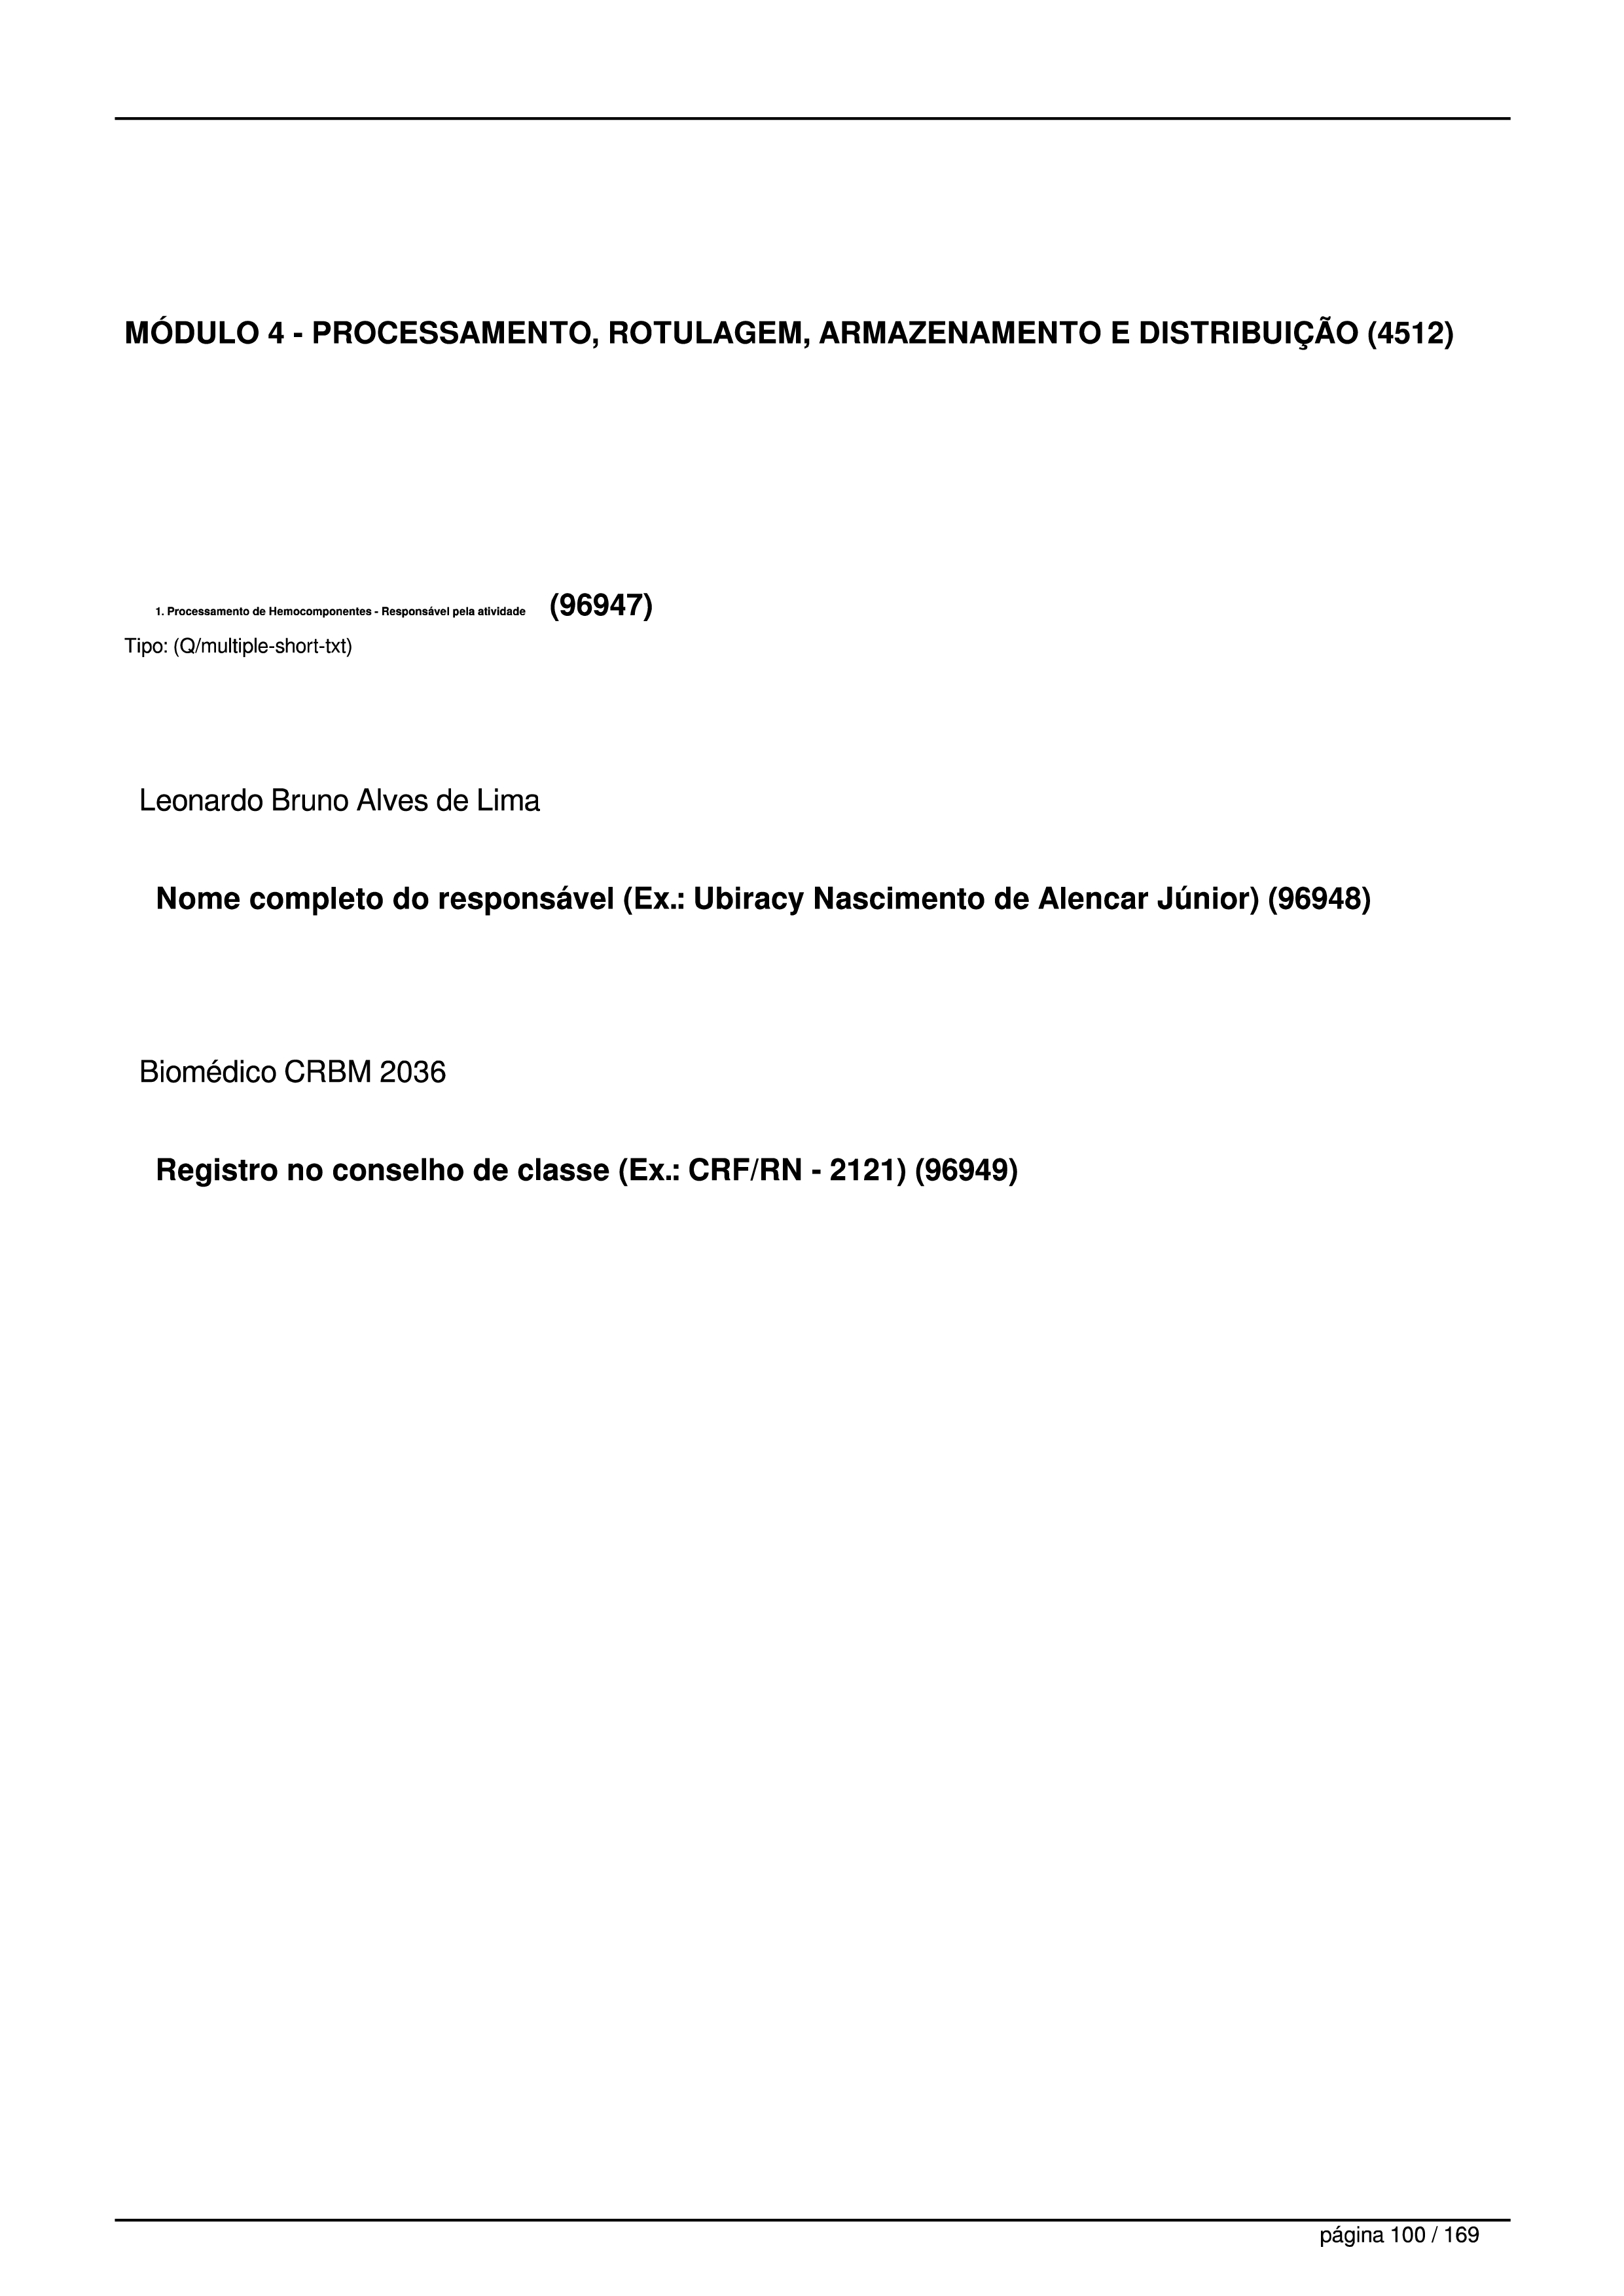 MÓDULO 4 - PROCESSAMENTO, ROTULAGEM, ARMAZENAMENTO E DISTRIBUIÇÃO (4512)
1. Processamento de Hemocomponentes - Responsável pela atividade (96947)
Tipo: (Q/multiple-short-txt)
Leonardo Bruno Alves de Lima
Nome completo do responsável (Ex.: Ubiracy Nascimento de Alencar Júnior) (96948)
Biomédico CRBM 2036
Registro no conselho de classe (Ex.: CRF/RN - 2121) (96949)
página 100 / 169